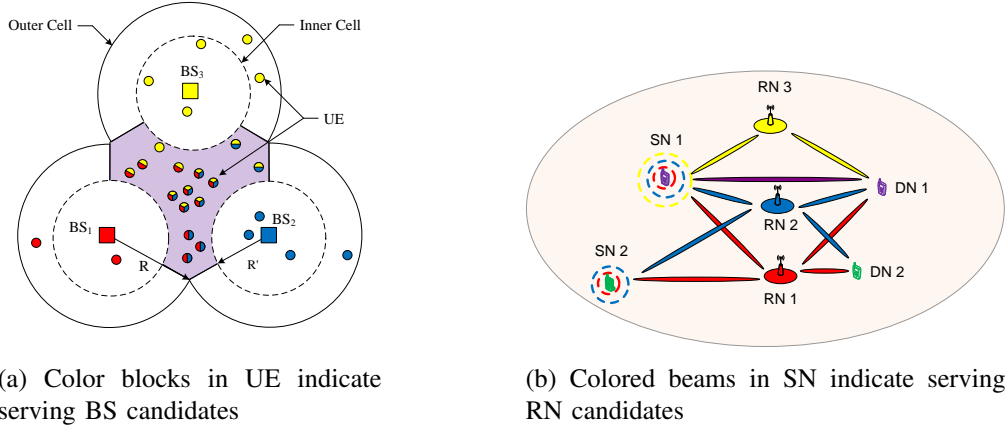 Outer Cell
Inner Cell
BS3
UE
BS1
BS2
R
R'
(a) Color blocks in UE indicate
serving BS candidates
RN 3
SN 1
DN 1
RN 2
SN 2
DN 2
RN 1
(b) Colored beams in SN indicate serving
RN candidates